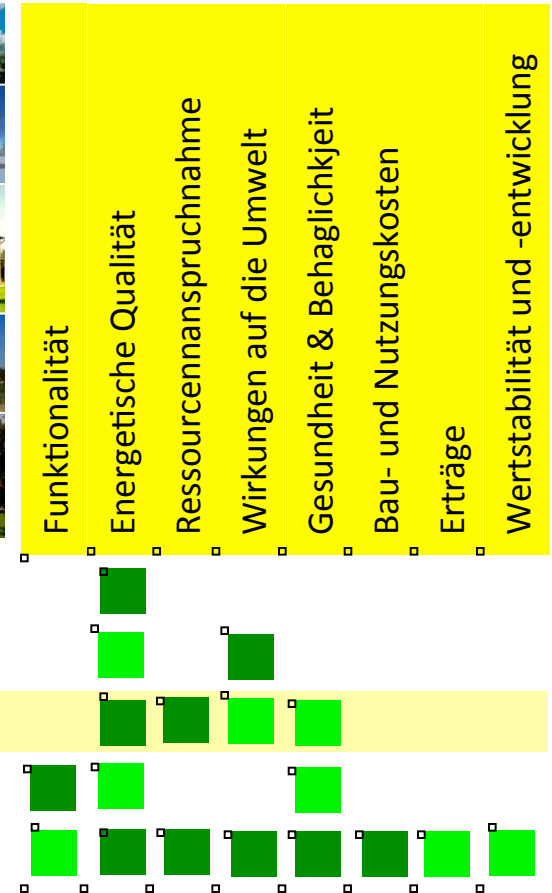 Funktionalität
Energetische Qualität
Ressourcennanspruchnahme
Wirkungen auf die Umwelt
Gesundheit & Behaglichkjeit
Bau- und Nutzungskosten
Erträge
Wertstabilität und -entwicklung